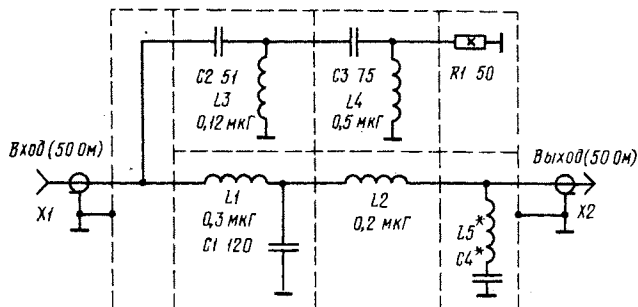 C2 51
L3
0,12 мкГ
C3 75
L4
0,5 мкГ
R1 50
Вход (50 Ом)
X1
L1
0,3 мкГ
C1 120
L2
0,2 мкГ
Выход (50 Ом)
X2
L5*
C4*